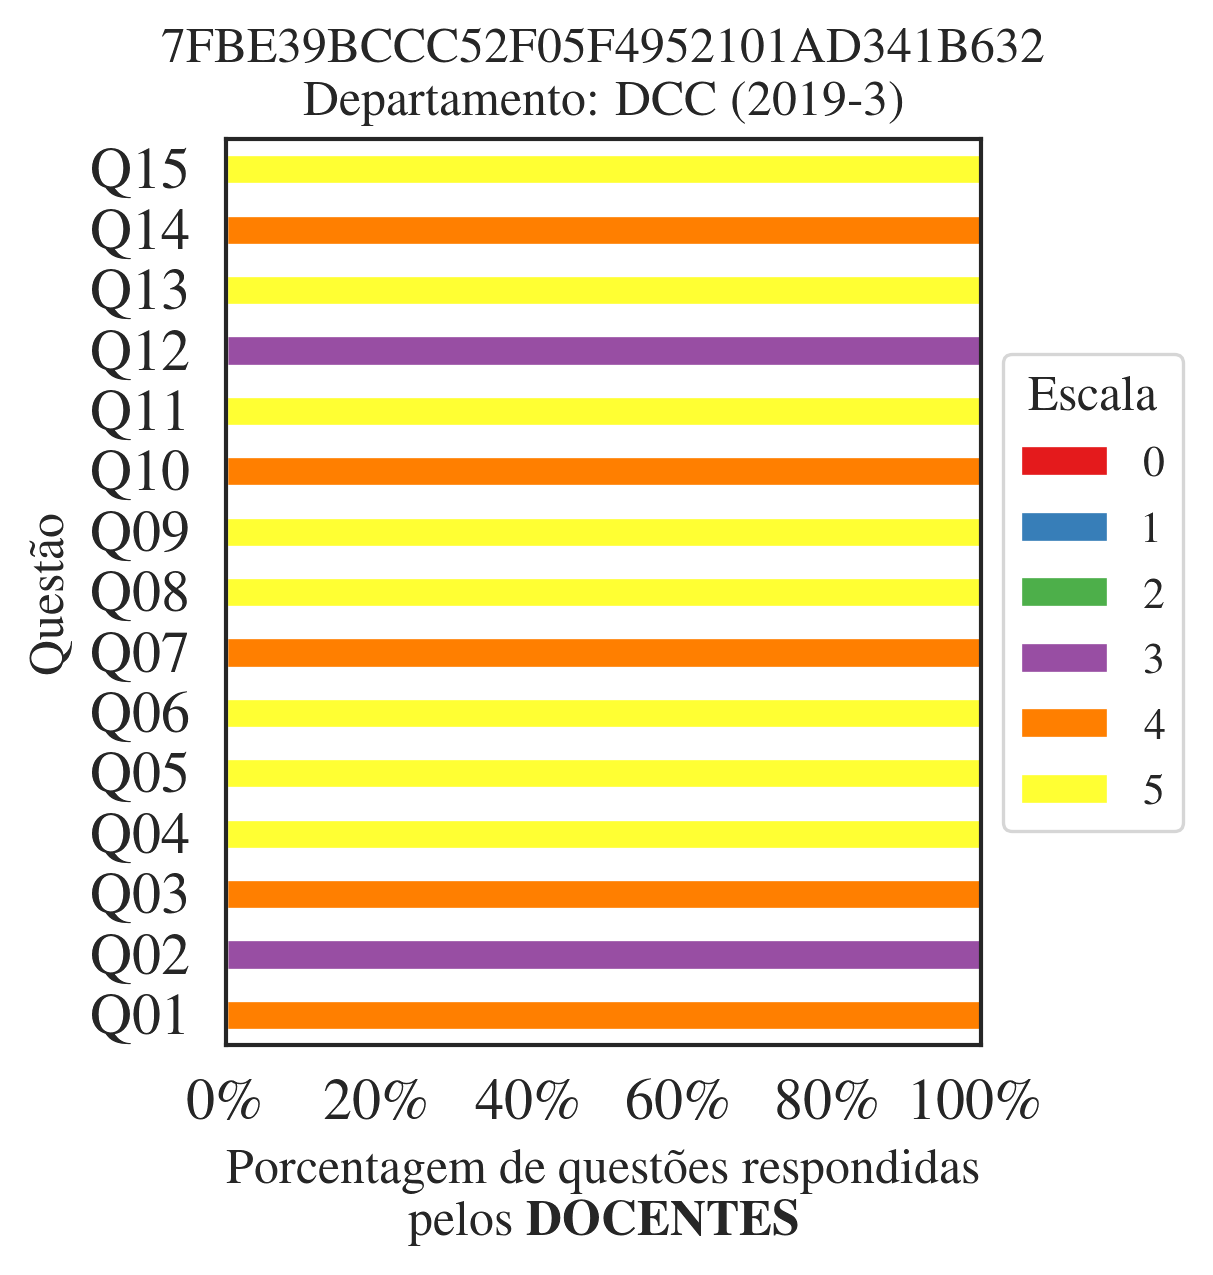 7FBE39BCCC52F05F4952101AD341B632
Departamento: DCC (2019-3)
Questão
Q15
Q14
Q13
Q12
Q11
Q10
Q09
Q08
Q07
Q06
Q05
Q04
Q03
Q02
Q01
0% 20% 40% 60% 80% 100%
Porcentagem de questões respondidas
pelos DOCENTES
Escala
0
1
2
3
4
5